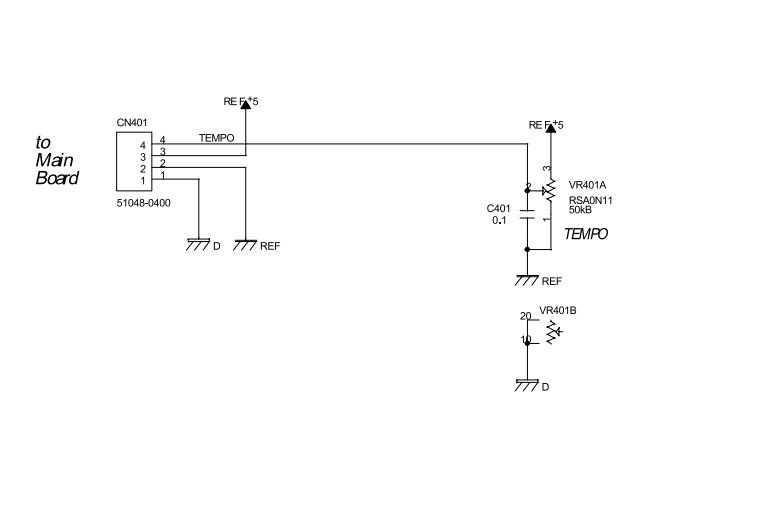 REF+5
CN401
to
Main
Board
4 4
3 3
2 2
1 1
TEMPO
51048-0400
D
REF
REF+5
3
2
VR401A
RSA0N11
50kB
C401
0.1
1
TEMPO
REF
VR401B
20
10
D